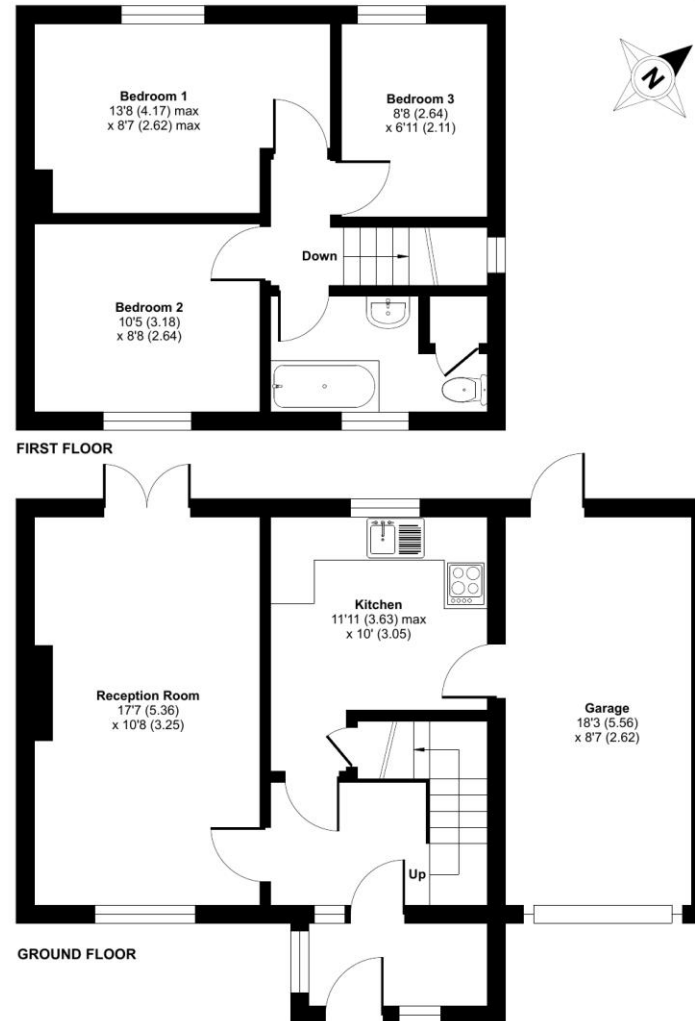 Bedroom 1
13'8 (4.17) max
x 8'7 (2.62) max
Bedroom 3
8'8 (2.64)
x 6'11 (2.11)
N
Down
Bedroom 2
10'5 (3.18)
x 8'8 (2.64)
FIRST FLOOR
Kitchen
11'11 (3.63) max
x 10' (3.05)
Reception Room
17'7 (5.36)
x 10'8 (3.25)
Garage
18'3 (5.56)
x 8'7 (2.62)
Up
GROUND FLOOR